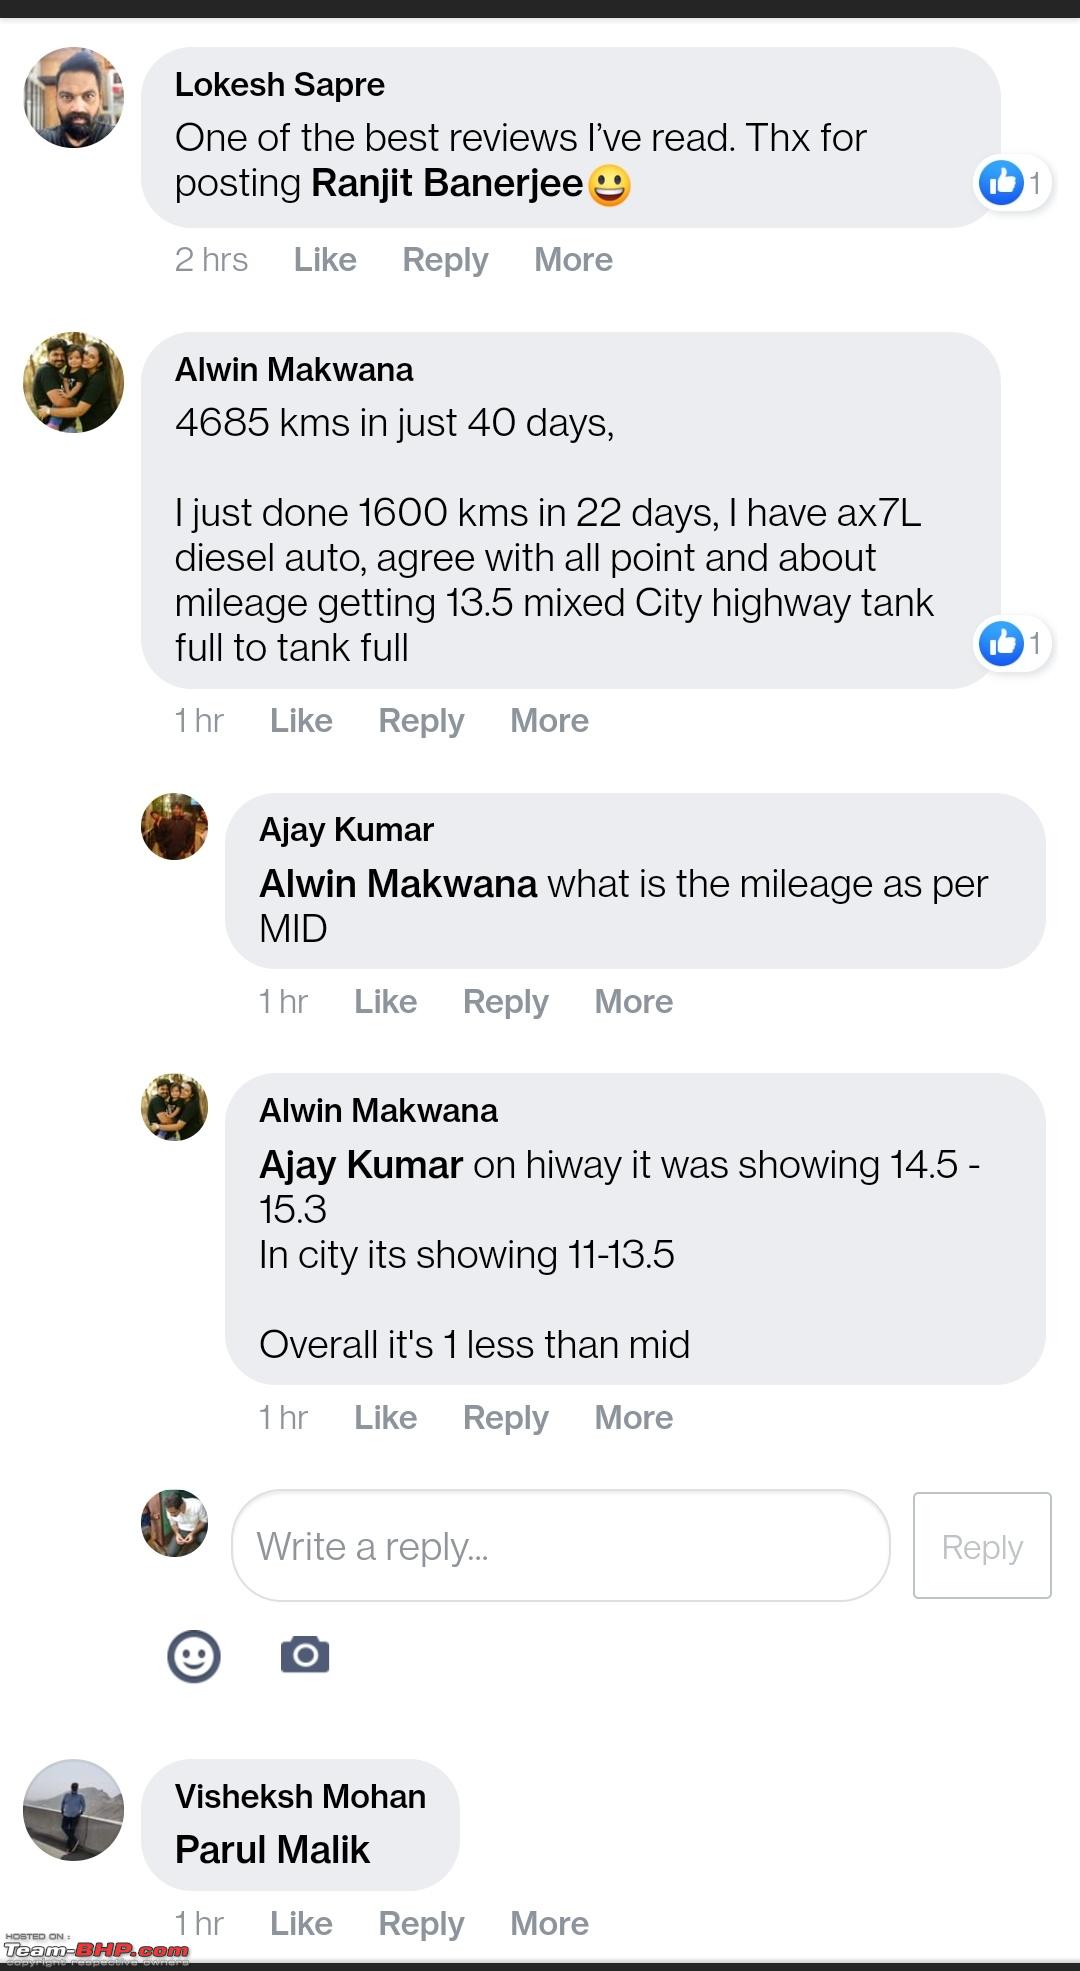 Lokesh Sapre
One of the best reviews I've read. Thx for
posting Ranjit Banerjee😀
1
2 hrs Like Reply More
Alwin Makwana
4685 kms in just 40 days,
I just done 1600 kms in 22 days, I have ax7L
diesel auto, agree with all point and about
mileage getting 13.5 mixed City highway tank
full to tank full
1
1 hr Like Reply More
Ajay Kumar
Alwin Makwana what is the mileage as per
MID
1 hr Like Reply More
Alwin Makwana
Ajay Kumar on hiway it was showing 14.5 -
15.3
In city its showing 11-13.5
Overall it's 1 less than mid
1 hr Like Reply More
Write a reply...
Reply
Visheksh Mohan
Parul Malik
1 hr Like Reply More
HOSTED ON :
Team-BHP.com
copyright respective owners